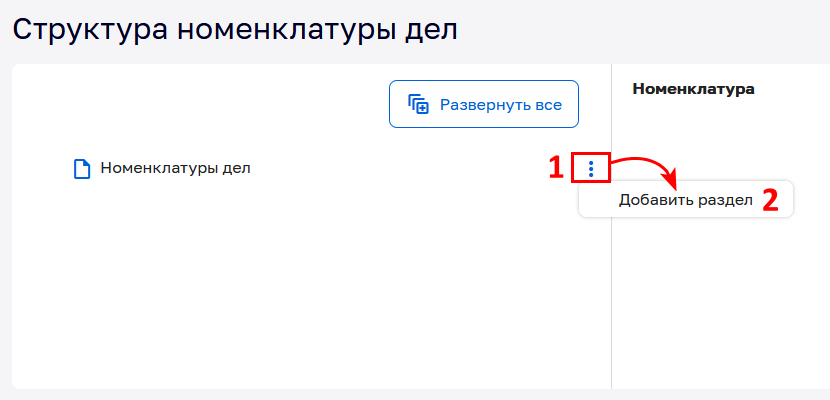 Структура номенклатуры дел
Развернуть все
Номенклатура
Номенклатуры дел
1
Добавить раздел 2